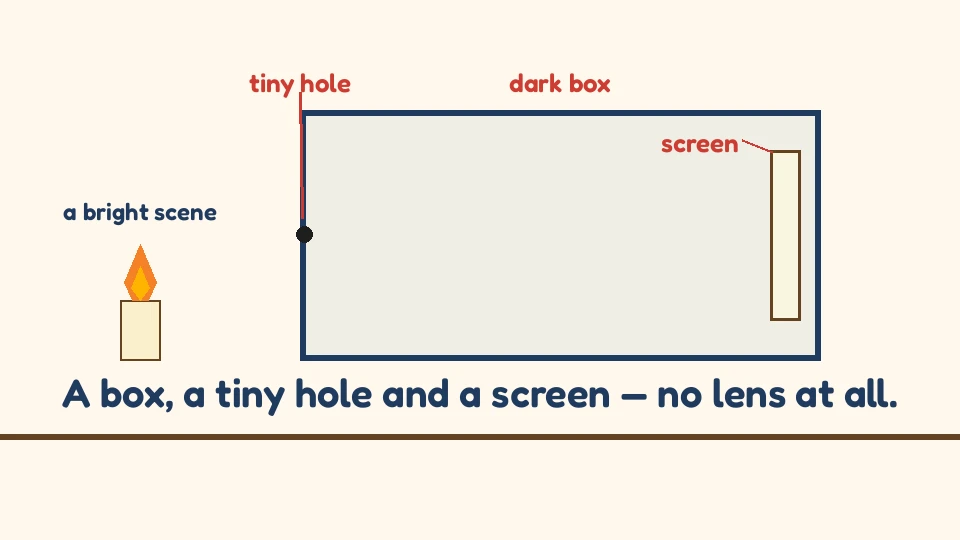 tiny hole
dark box
screen
a bright scene
A box, a tiny hole and a screen — no lens at all.